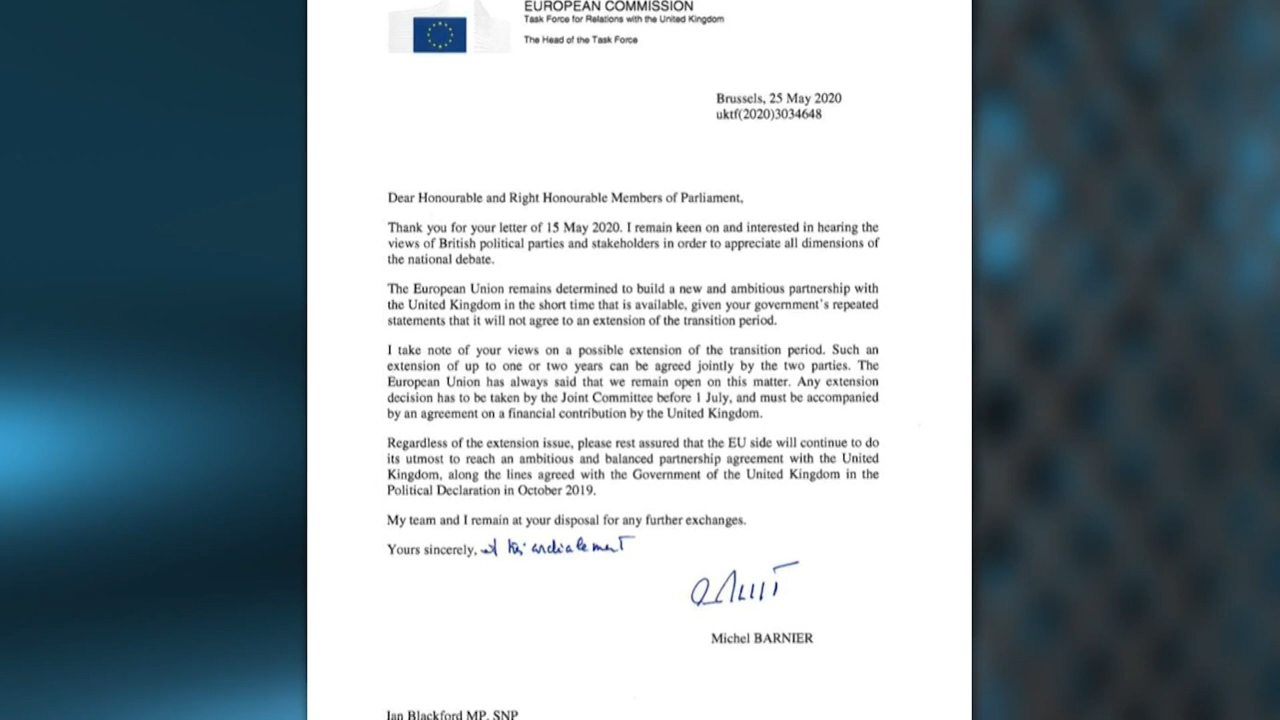 EUROPEAN COMMISSION
Task Force for Relations with the United Kingdom
The Head of the Task Force
Brussels, 25 May 2020
uktf(2020)3034648
Dear Honourable and Right Honourable Members of Parliament,
Thank you for your letter of 15 May 2020. I remain keen on and interested in hearing the
views of British political parties and stakeholders in order to appreciate all dimensions of
the national debate.
The European Union remains determined to build a new and ambitious partnership with
the United Kingdom in the short time that is available, given your government's repeated
statements that it will not agree to an extension of the transition period.
I take note of your views on a possible extension of the transition period. Such an
extension of up to one or two years can be agreed jointly by the two parties. The
European Union has always said that we remain open on this matter. Any extension
decision has to be taken by the Joint Committee before 1 July, and must be accompanied
by an agreement on a financial contribution by the United Kingdom.
Regardless of the extension issue, please rest assured that the EU side will continue to do
its utmost to reach an ambitious and balanced partnership agreement with the United
Kingdom, along the lines agreed with the Government of the United Kingdom in the
Political Declaration in October 2019.
My team and I remain at your disposal for any further exchanges.
Yours sincerely, et très cordialement
Michel BARNIER
Ian Blackford MP, SNP